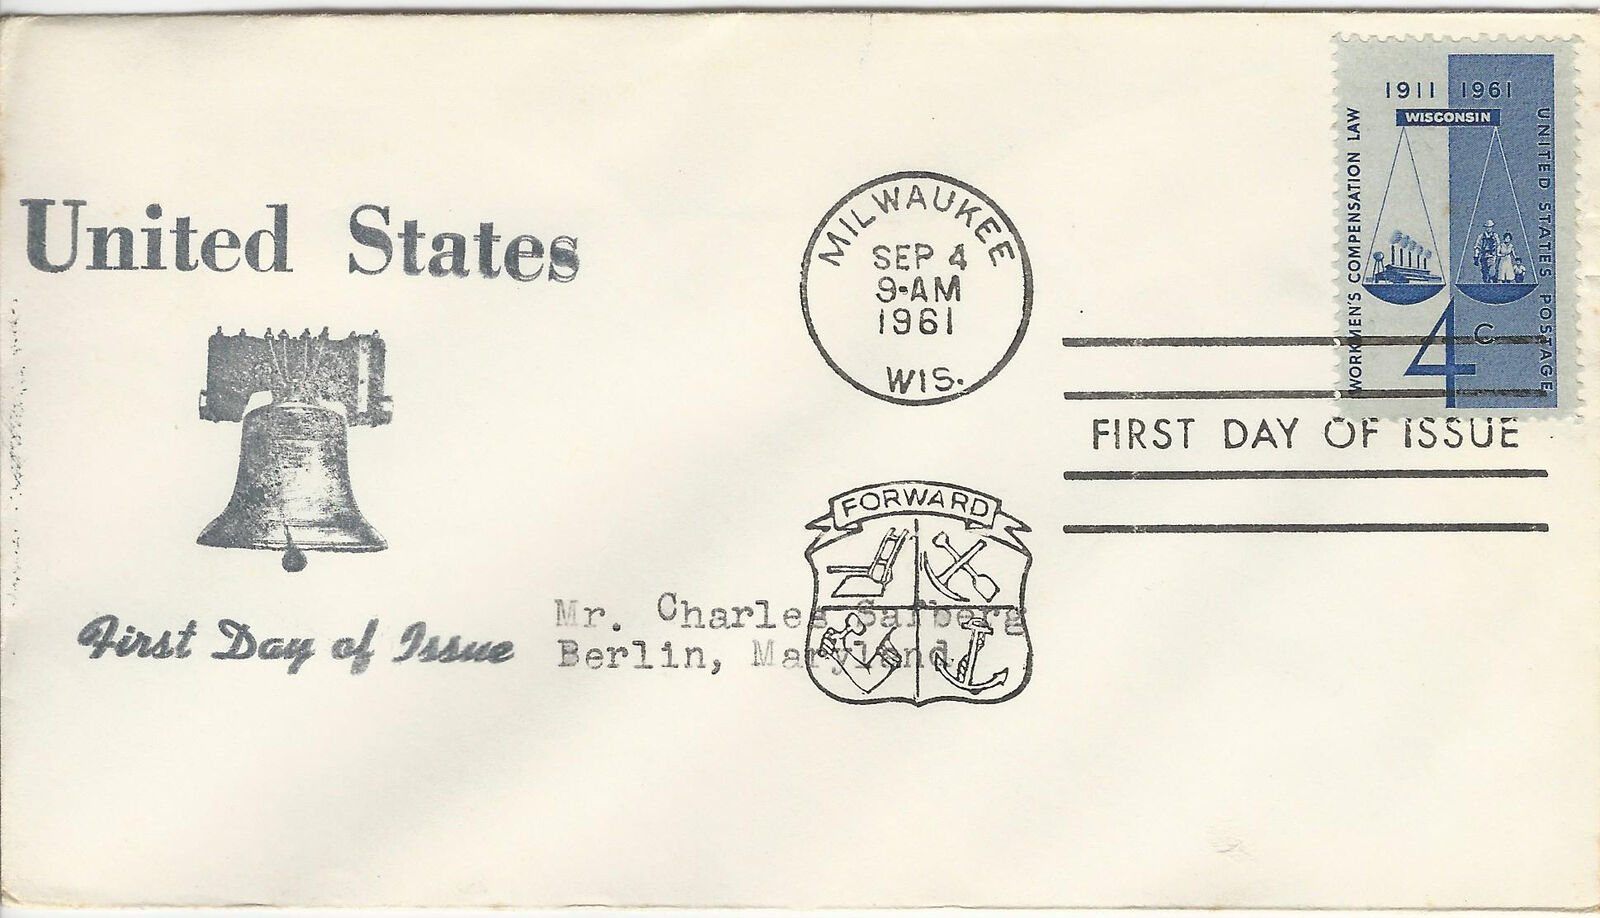 United States
First Day of Issue
MILWAUKEE
SEP 4
9-AM
1961
WIS.
1911 1961
WISCONSIN
WORKMEN'S COMPENSATION LAW
UNITED STATES POSTAGE
4 C
FIRST DAY OF ISSUE
FORWARD
Mr. Charles
Berlin, Maryland